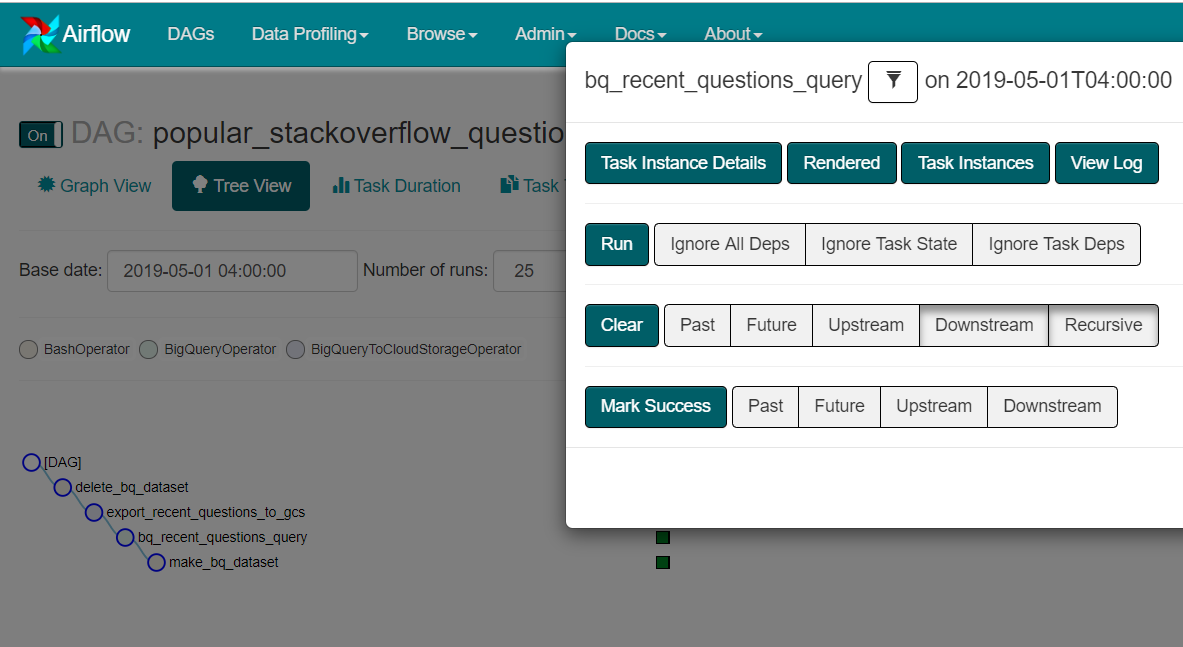 Airflow DAGs Data Profiling Browse Admin Docs About
bq_recent_questions_query on 2019-05-01T04:00:00
On DAG: popular_stackoverflow_questio
Task Instance Details Rendered Task Instances View Log
Graph View Tree View Task Duration Task
Run Ignore All Deps Ignore Task State Ignore Task Deps
Base date: 2019-05-01 04:00:00 Number of runs: 25
Clear Past Future Upstream Downstream Recursive
BashOperator BigQueryOperator BigQueryToCloudStorageOperator
Mark Success Past Future Upstream Downstream
[DAG]
delete_bq_dataset
export_recent_questions_to_gcs
bq_recent_questions_query
make_bq_dataset